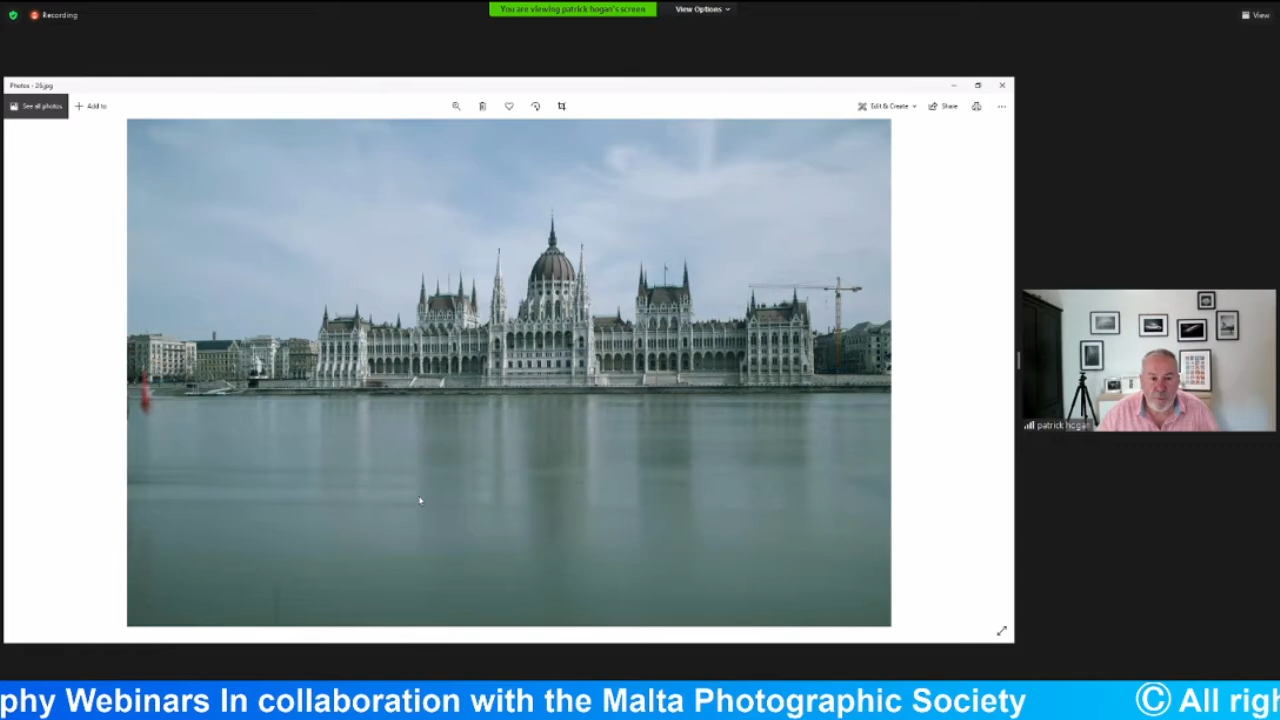 Recording
You are viewing patrick hogan's screen
View Options
View
Photos - 26.jpg
See all photos
Add to
Edit & Create
Share
patrick hogan
phy Webinars In collaboration with the Malta Photographic Society
© All righ